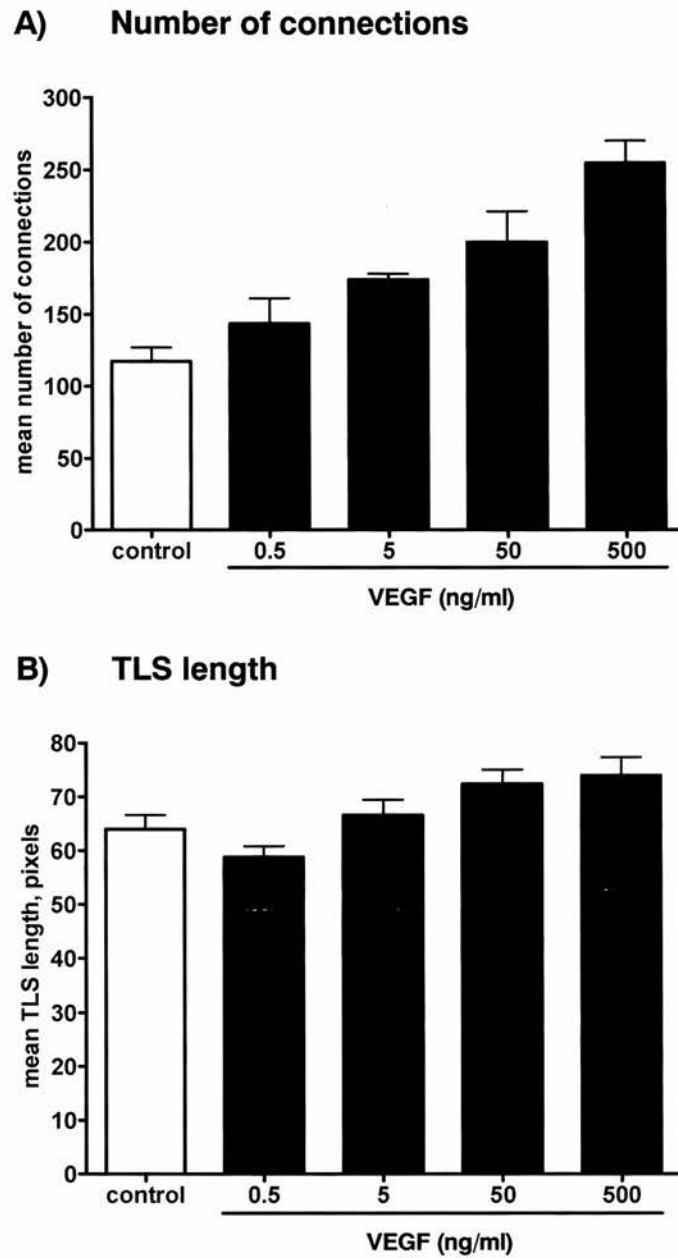 A) Number of connections
mean number of connections
300
250
200
150
100
50
0
control 0.5 5 50 500
VEGF (ng/ml)
B) TLS length
mean TLS length, pixels
80
70
60
50
40
30
20
10
0
control 0.5 5 50 500
VEGF (ng/ml)